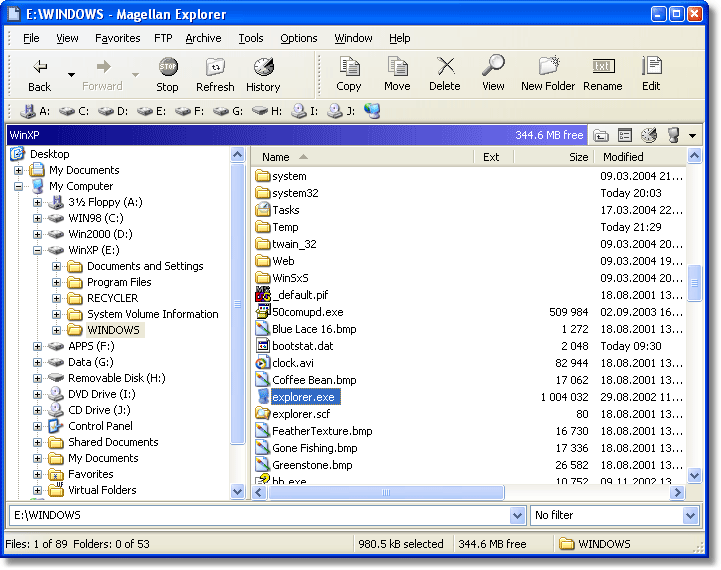 E:\WINDOWS - Magellan Explorer
File View Favorites FTP Archive Tools Options Window Help
Back Forward Stop Refresh History Copy Move Delete View New Folder Rename Edit
A: C: D: E: F: G: H: I: J:
WinXP 344.6 MB free
Desktop
My Documents
My Computer
3½ Floppy (A:)
WIN98 (C:)
Win2000 (D:)
WinXP (E:)
Documents and Settings
Program Files
RECYCLER
System Volume Information
WINDOWS
APPS (F:)
Data (G:)
Removable Disk (H:)
DVD Drive (I:)
CD Drive (J:)
Control Panel
Shared Documents
My Documents
Favorites
Virtual Folders
Name Ext Size Modified
system 09.03.2004 21...
system32 Today 20:03
Tasks 17.03.2004 22...
Temp Today 21:29
twain_32 09.03.2004 20...
Web 09.03.2004 19...
WinSxS 09.03.2004 20...
_default.pif 18.08.2001 13...
50comupd.exe 509 984 02.09.2003 16...
Blue Lace 16.bmp 1 272 18.08.2001 13...
bootstat.dat 2 048 Today 09:30
clock.avi 82 944 18.08.2001 13...
Coffee Bean.bmp 17 062 18.08.2001 13...
explorer.exe 1 004 032 29.08.2002 11...
explorer.scf 80 18.08.2001 13...
FeatherTexture.bmp 16 730 18.08.2001 13...
Gone Fishing.bmp 17 336 18.08.2001 13...
Greenstone.bmp 26 582 18.08.2001 13...
hh.exe 10 752 09.11.2002 13...
E:\WINDOWS No filter
Files: 1 of 89 Folders: 0 of 53 980.5 kB selected 344.6 MB free WINDOWS